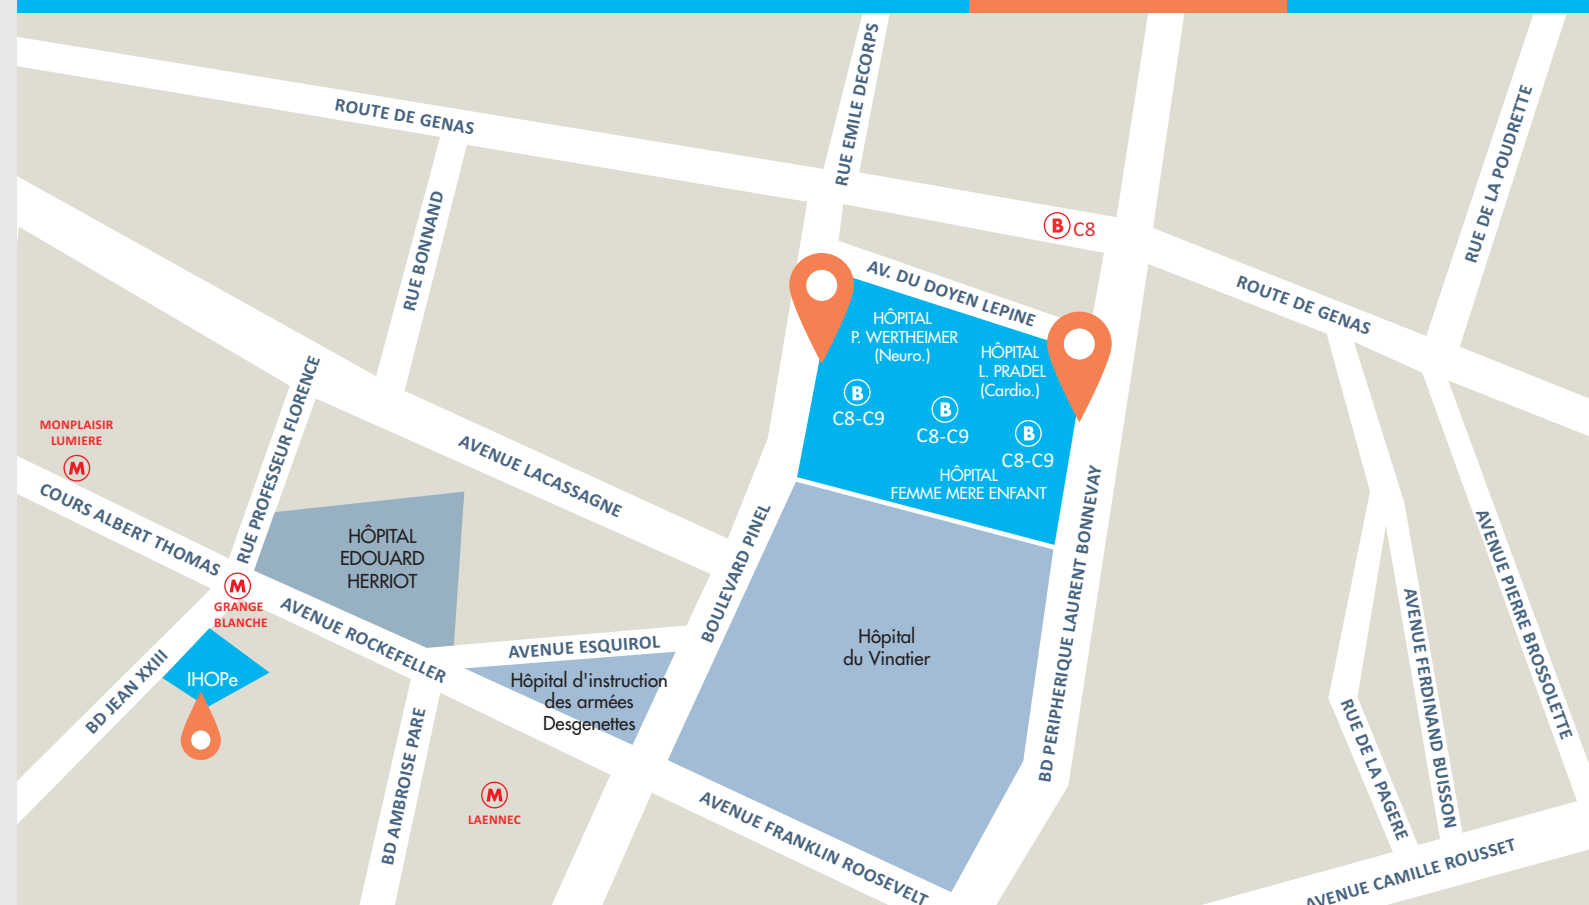 RUE EMILE DECORPS
ROUTE DE GENAS
RUE DE LA POUDRETTE
RUE BONNAND
B C8
AV. DU DOYEN LEPINE
ROUTE DE GENAS
HÔPITAL
P. WERTHEIMER
(Neuro.)
HÔPITAL
L. PRADEL
(Cardio.)
B
C8-C9
B
C8-C9
B
C8-C9
HÔPITAL
FEMME MERE ENFANT
RUE PROFESSEUR FLORENCE
MONPLAISIR
LUMIERE
M
COURS ALBERT THOMAS
AVENUE LACASSAGNE
HÔPITAL
EDOUARD
HERRIOT
BOULEVARD PINEL
BD PERIPHERIQUE LAURENT BONNEVAY
AVENUE PIERRE BROSSOLETTE
M
GRANGE
BLANCHE
AVENUE ROCKEFELLER
AVENUE ESQUIROL
Hôpital
du Vinatier
AVENUE FERDINAND BUISSON
IHOPe
BD JEAN XXIII
Hôpital d'instruction
des armées
Desgenettes
BD AMBROISE PARE
RUE DE LA PAGERE
M
LAENNEC
AVENUE FRANKLIN ROOSEVELT
AVENUE CAMILLE ROUSSET